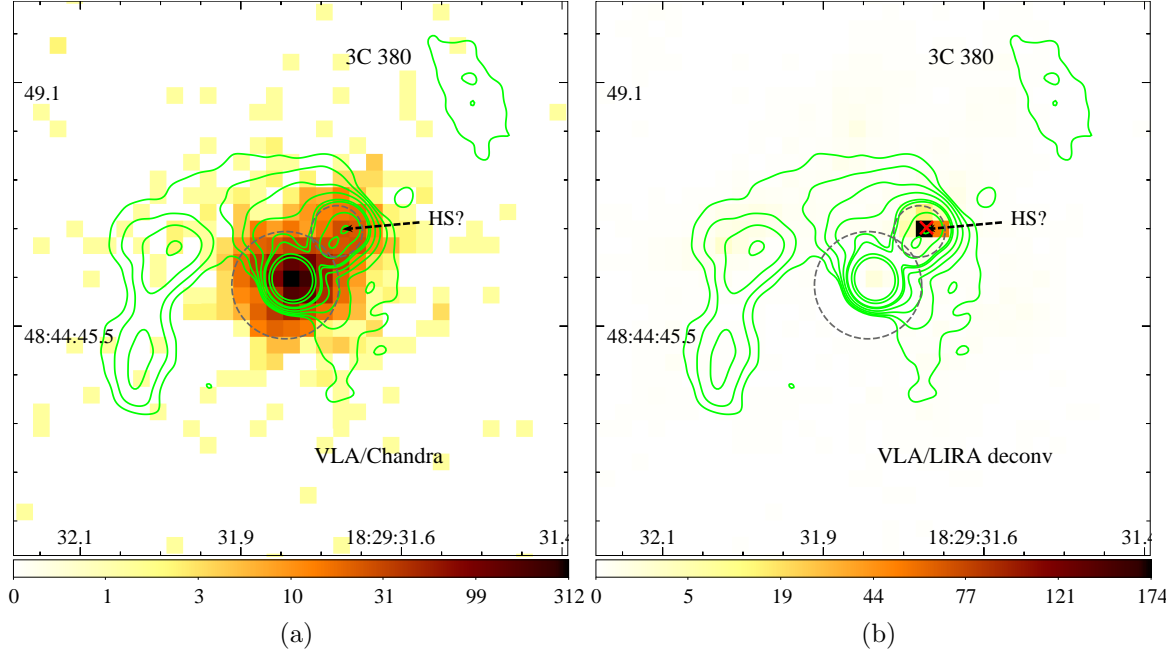 3C 380
49.1
HS?
48:44:45.5
VLA/Chandra
32.1 31.9 18:29:31.6 31.4
0 1 3 10 31 99 312
(a)
3C 380
49.1
HS?
48:44:45.5
VLA/LIRA deconv
32.1 31.9 18:29:31.6 31.4
0 5 19 44 77 121 174
(b)